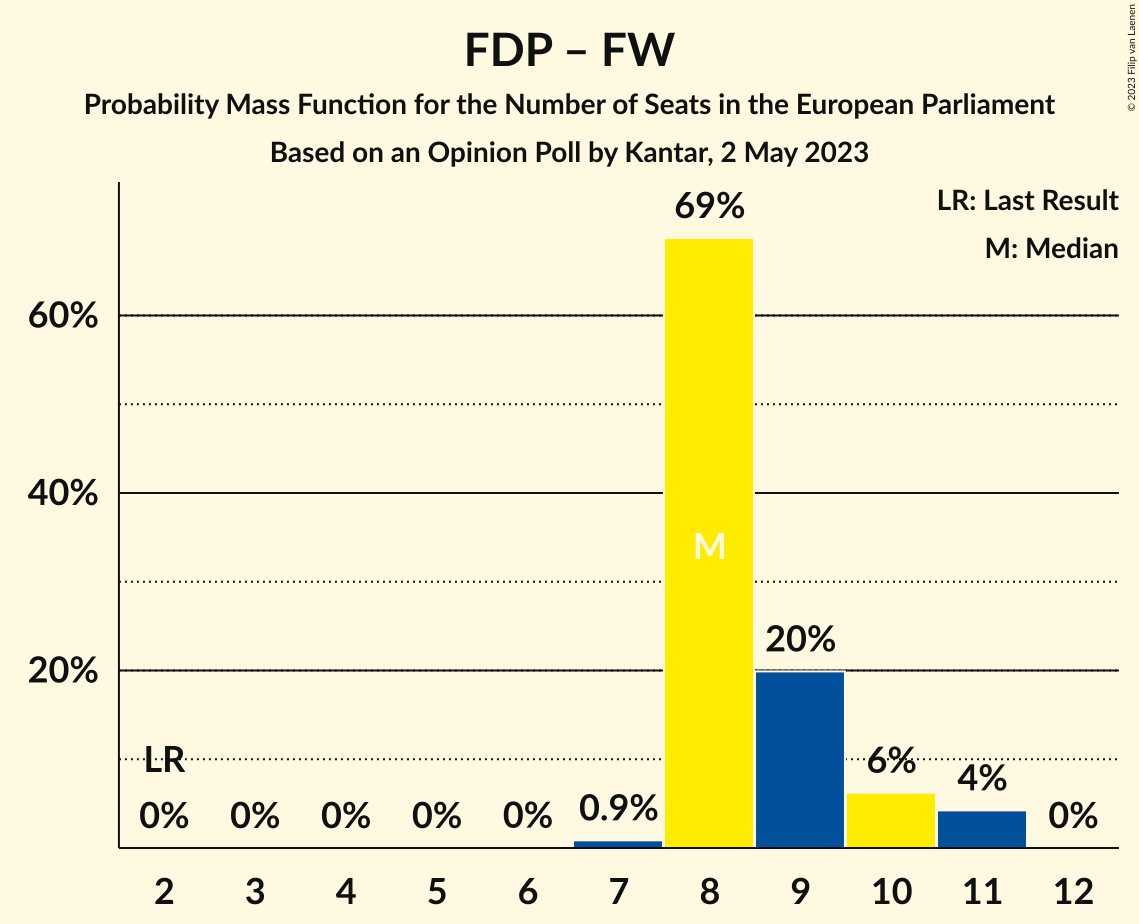 FDP – FW
Probability Mass Function for the Number of Seats in the European Parliament
Based on an Opinion Poll by Kantar, 2 May 2023
© 2023 Filip van Laenen
LR: Last Result
M: Median
60%
40%
20%
LR
0%
0%
0%
0%
0%
0.9%
69%
M
20%
6%
4%
0%
2 3 4 5 6 7 8 9 10 11 12